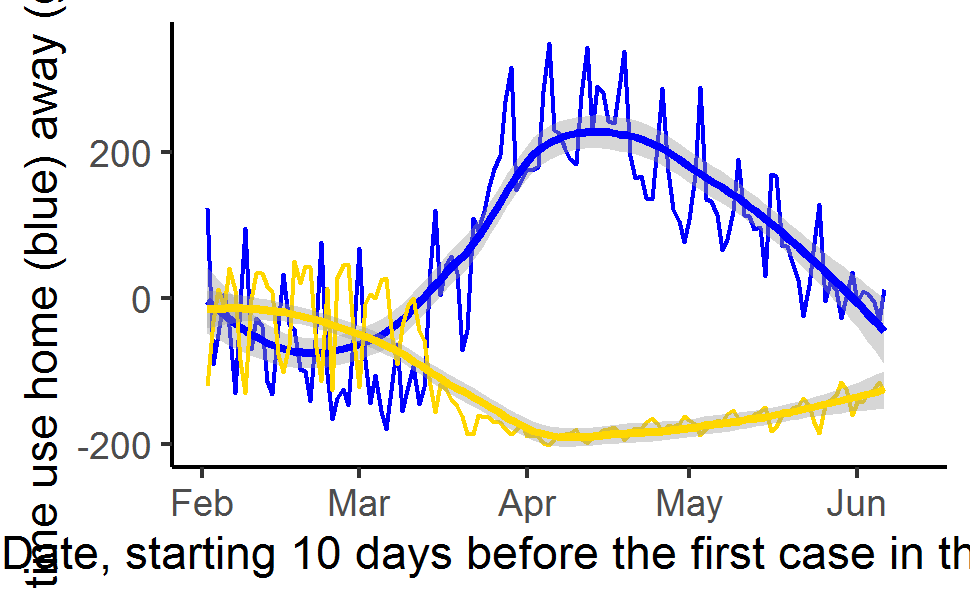 time use home (blue) away (
200
0
-200
Feb Mar Apr May Jun
Date, starting 10 days before the first case in th